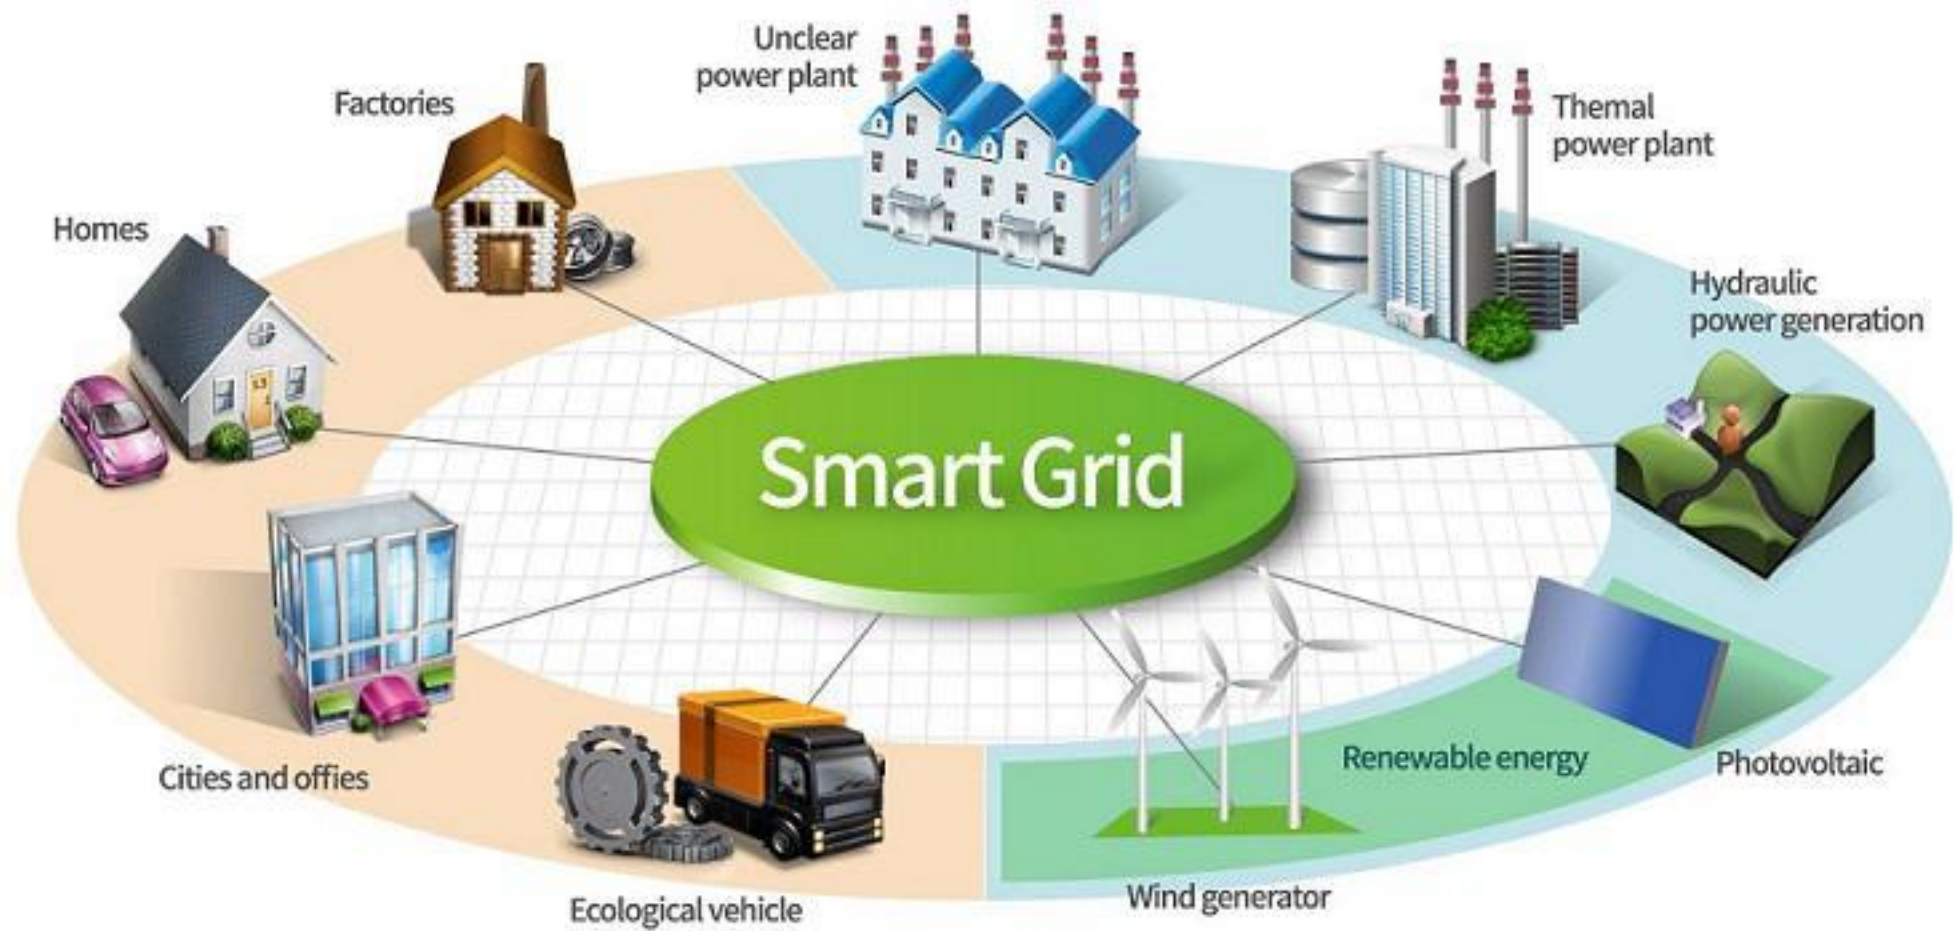 Unclear
power plant
Factories
Themal
power plant
Homes
Hydraulic
power generation
Smart Grid
Renewable energy
Photovoltaic
Cities and offies
Wind generator
Ecological vehicle